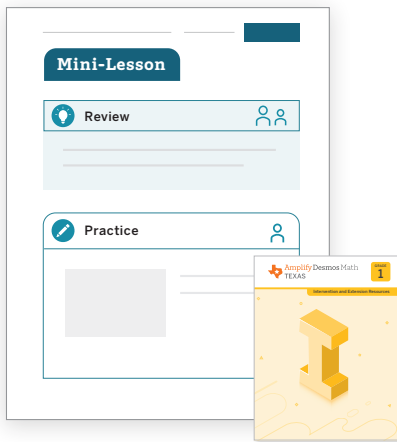 Mini-Lesson
Review
Practice
Amplify Desmos Math
TEXAS
GRADE
1
Intervention and Extension Resources